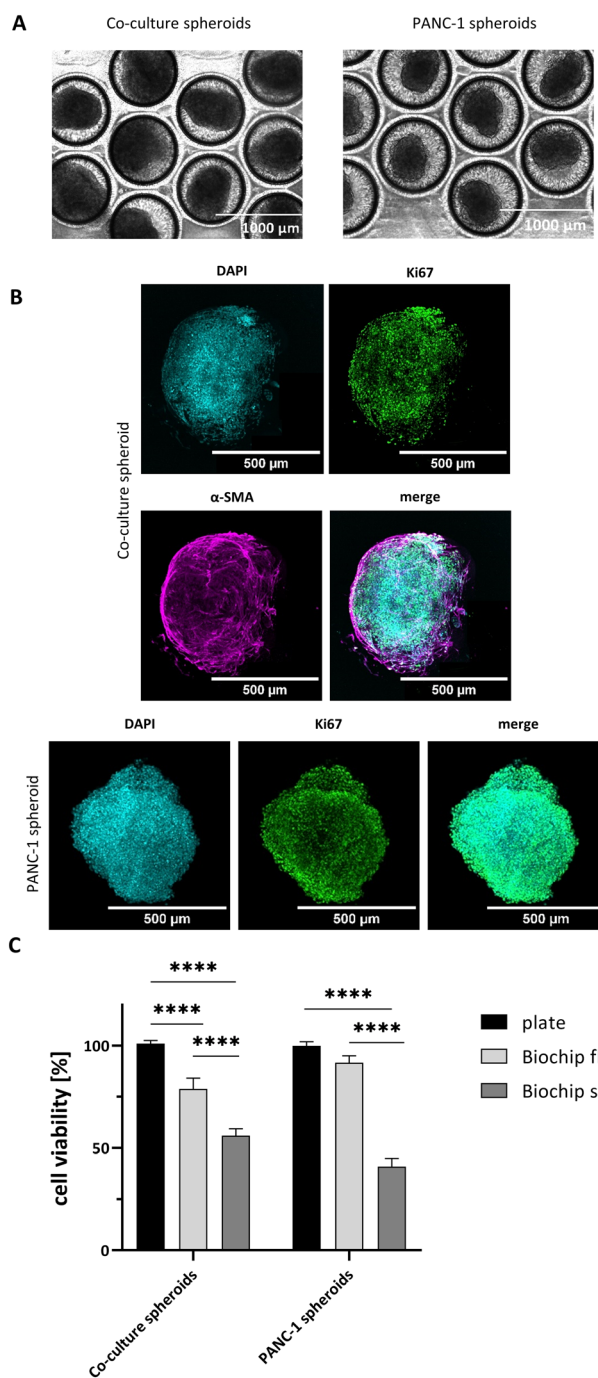 A
Co-culture spheroids
PANC-1 spheroids
1000 µm
1000 µm
B
DAPI
Ki67
Co-culture spheroid
500 µm
500 µm
α-SMA
merge
500 µm
500 µm
DAPI
Ki67
merge
PANC-1 spheroid
500 µm
500 µm
500 µm
C
****
****
****
****
****
cell viability [%]
100
50
0
plate
Biochip f
Biochip s
Co-culture spheroids
PANC-1 spheroids